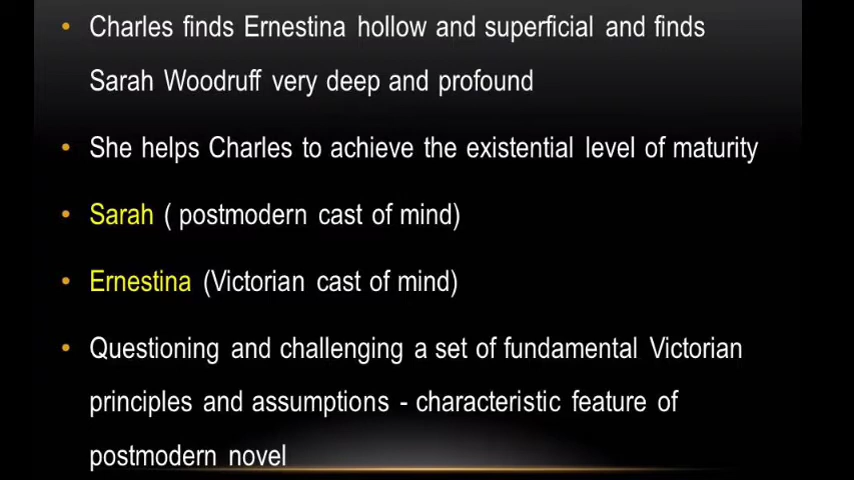 • Charles finds Ernestina hollow and superficial and finds
Sarah Woodruff very deep and profound
• She helps Charles to achieve the existential level of maturity
• Sarah ( postmodern cast of mind)
• Ernestina (Victorian cast of mind)
• Questioning and challenging a set of fundamental Victorian
principles and assumptions - characteristic feature of
postmodern novel